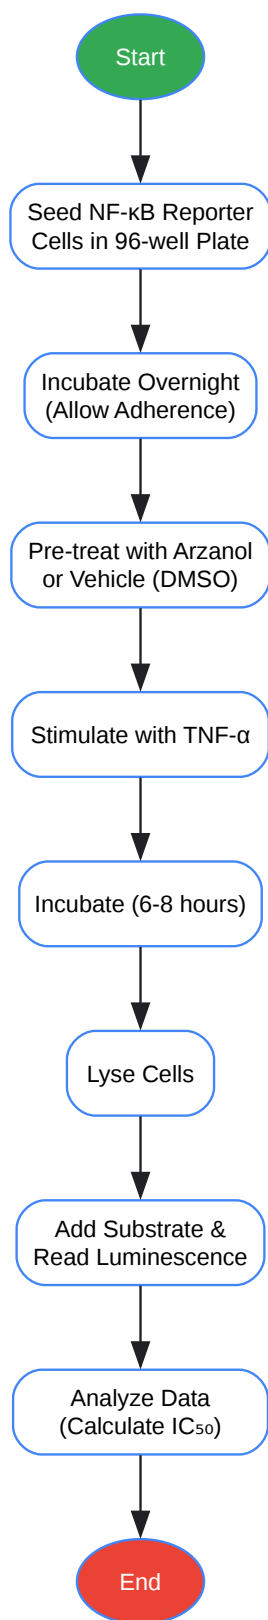 Start
Seed NF-κB Reporter
Cells in 96-well Plate
Incubate Overnight
(Allow Adherence)
Pre-treat with Arzanol
or Vehicle (DMSO)
Stimulate with TNF-α
Incubate (6-8 hours)
Lyse Cells
Add Substrate &
Read Luminescence
Analyze Data
(Calculate IC₅₀)
End